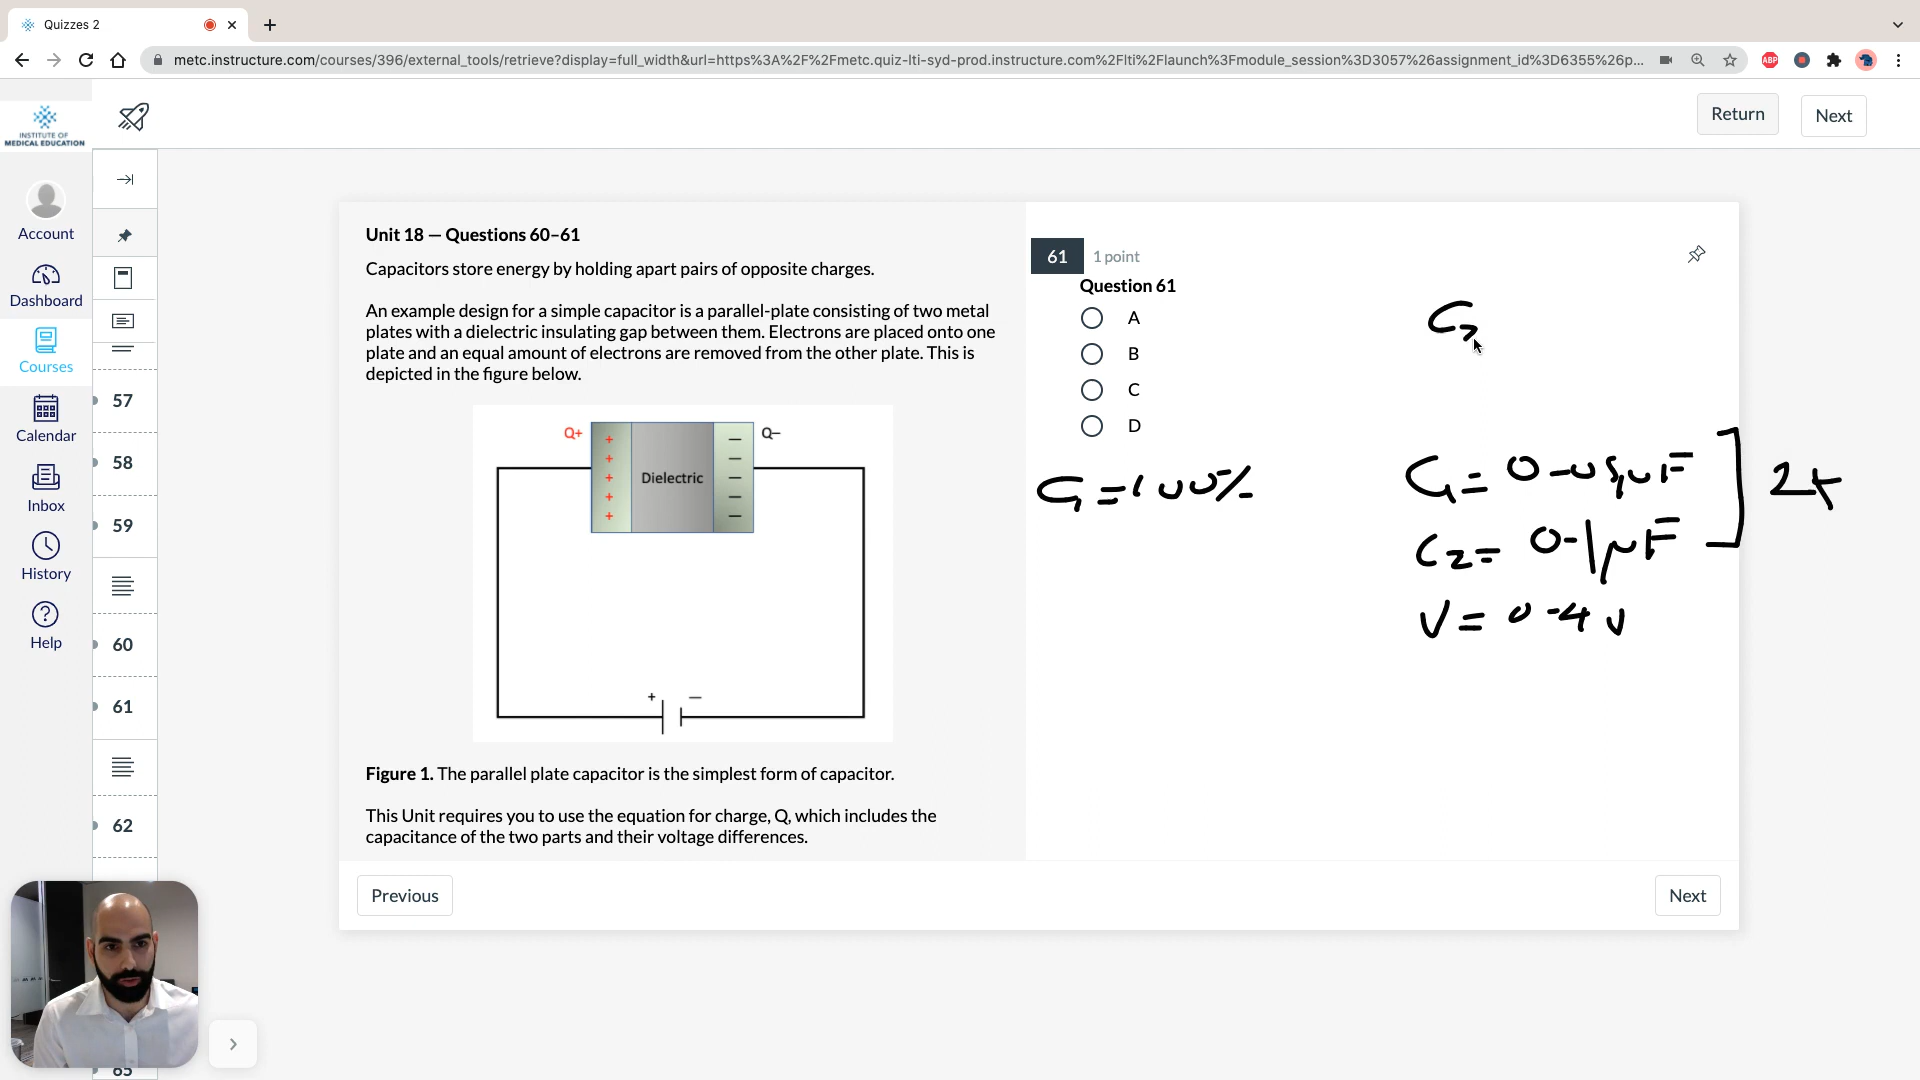 Quizzes 2
metc.instructure.com/courses/396/external_tools/retrieve?display=full_width&url=https%3A%2F%2Fmetc.quiz-lti-syd-prod.instructure.com%2Flti%2Flaunch%3Fmodule_session%3D3057%26assignment_id%3D6355%26p...
ABP
INSTITUTE OF
MEDICAL EDUCATION
Return
Next
Account
Dashboard
Courses
Calendar
Inbox
History
Help
57
58
59
60
61
62
65
Unit 18 — Questions 60–61
Capacitors store energy by holding apart pairs of opposite charges.
An example design for a simple capacitor is a parallel-plate consisting of two metal
plates with a dielectric insulating gap between them. Electrons are placed onto one
plate and an equal amount of electrons are removed from the other plate. This is
depicted in the figure below.
Q+
Q−
+ −
+ −
+ Dielectric −
+ −
+ −
+ −
Figure 1. The parallel plate capacitor is the simplest form of capacitor.
This Unit requires you to use the equation for charge, Q, which includes the
capacitance of the two parts and their voltage differences.
61 1 point
Question 61
A
B
C
D
C2
C1 = 100%
C1 = 0-05μF
C2 = 0-1μF
V = 0-4 V
Previous
Next